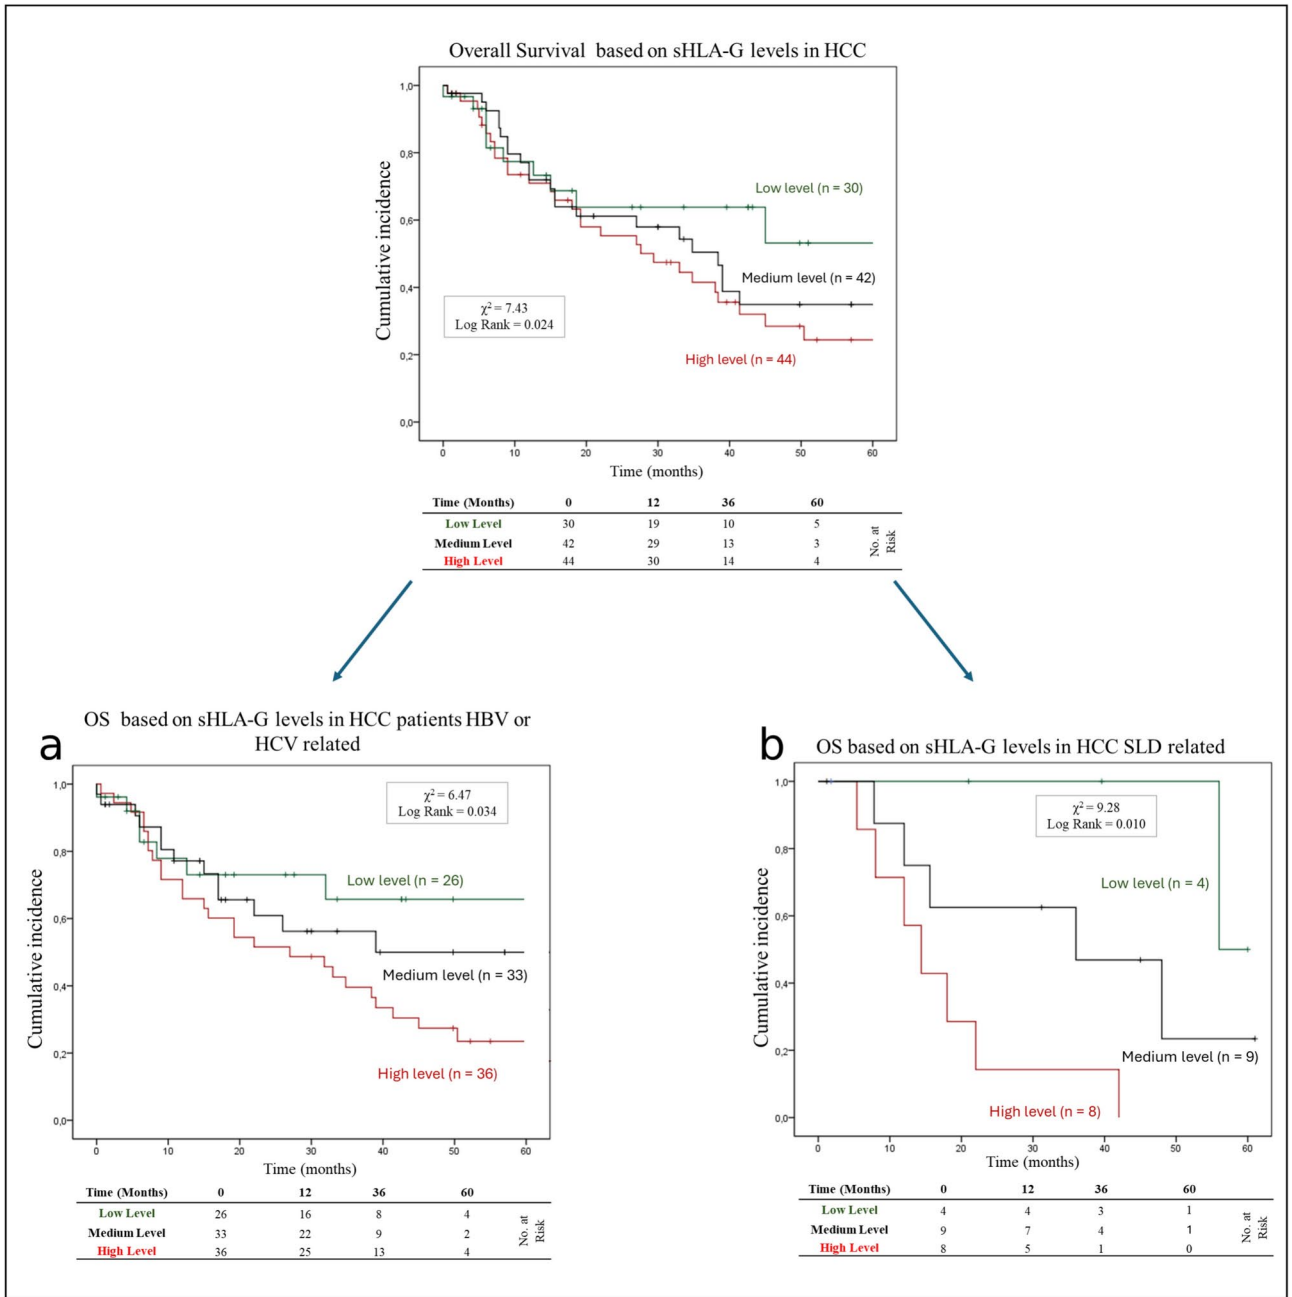 Overall Survival based on sHLA-G levels in HCC
Cumulative incidence
1,0
0,8
0,6
0,4
0,2
0,0
Low level (n = 30)
Medium level (n = 42)
High level (n = 44)
χ² = 7.43
Log Rank = 0.024
0 10 20 30 40 50 60
Time (months)
Time (Months) 0 12 36 60
Low Level 30 19 10 5
Medium Level 42 29 13 3
High Level 44 30 14 4
No. at
Risk
a
OS based on sHLA-G levels in HCC patients HBV or
HCV related
Cumulative incidence
1,0
0,8
0,6
0,4
0,2
0,0
χ² = 6.47
Log Rank = 0.034
Low level (n = 26)
Medium level (n = 33)
High level (n = 36)
0 10 20 30 40 50 60
Time (months)
Time (Months) 0 12 36 60
Low Level 26 16 8 4
Medium Level 33 22 9 2
High Level 36 25 13 4
No. at
Risk
b
OS based on sHLA-G levels in HCC SLD related
Cumulative incidence
1,0
0,8
0,6
0,4
0,2
0,0
χ² = 9.28
Log Rank = 0.010
Low level (n = 4)
Medium level (n = 9)
High level (n = 8)
0 10 20 30 40 50 60
Time (months)
Time (Months) 0 12 36 60
Low Level 4 4 3 1
Medium Level 9 7 4 1
High Level 8 5 1 0
No. at
Risk